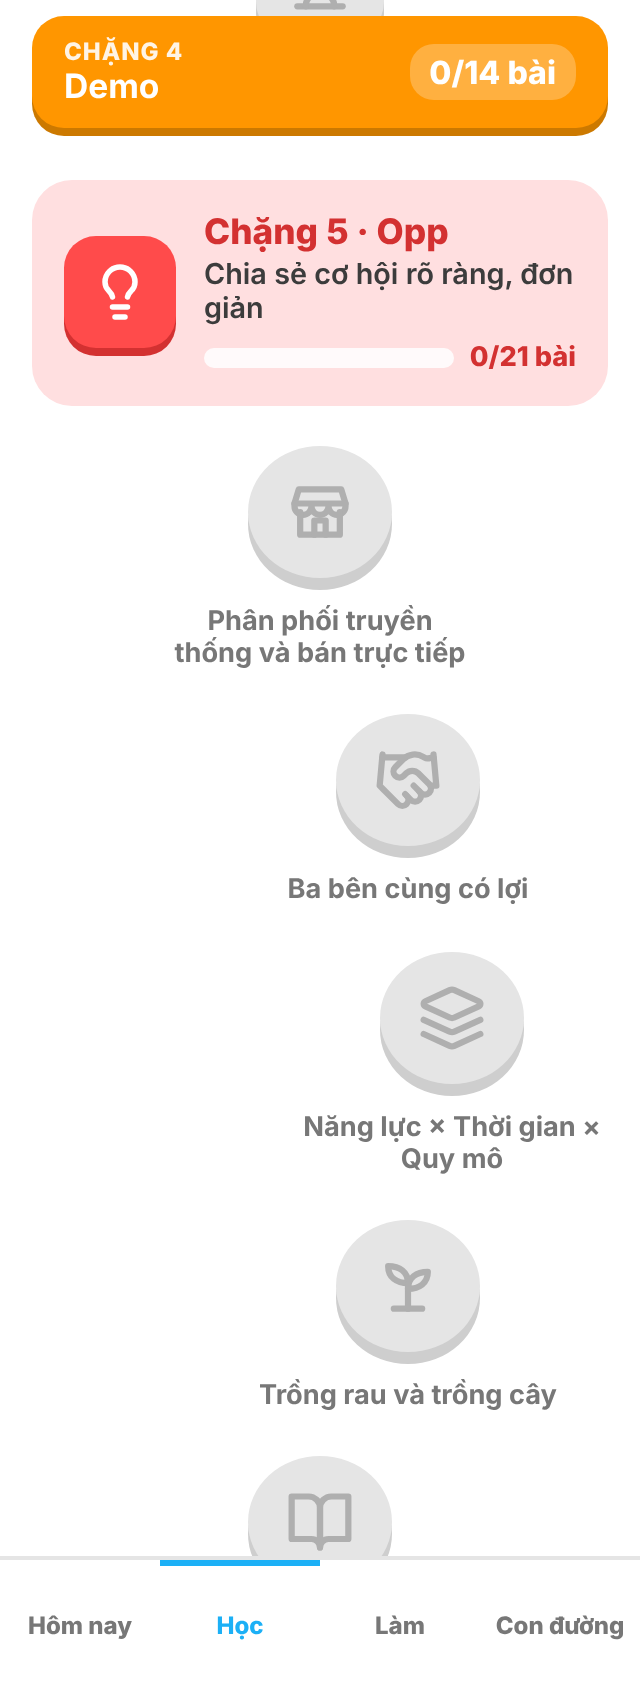 CHẶNG 4
Demo
0/14 bài
Chặng 5 · Opp
Chia sẻ cơ hội rõ ràng, đơn
giản
0/21 bài
Phân phối truyền
thống và bán trực tiếp
Ba bên cùng có lợi
Năng lực × Thời gian ×
Quy mô
Trồng rau và trồng cây
Hôm nay
Học
Làm
Con đường